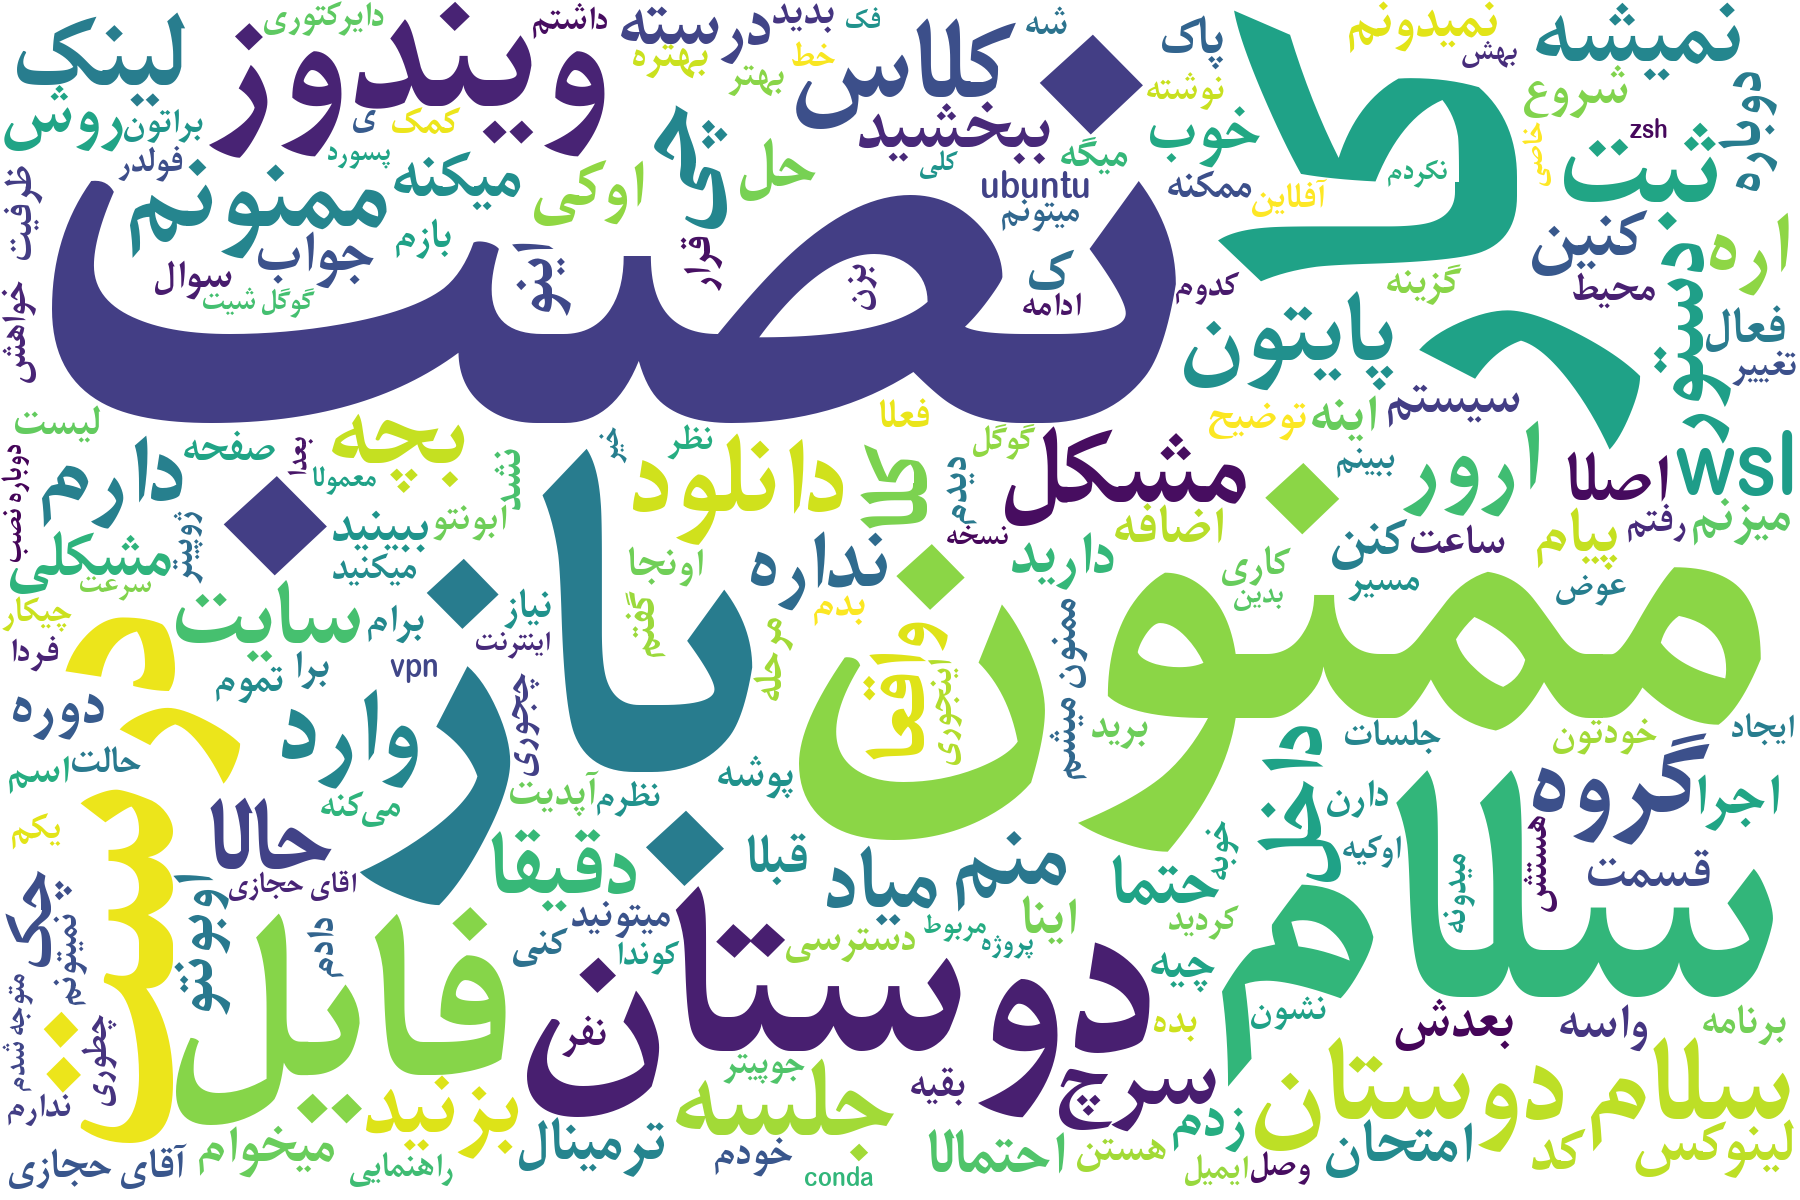 نمیشه
نمیدونم
بهش
ط
پاک
شه
کلاس
فک
بدید
درسته
داشتم
ویندوز
دایرکتوری
لینک
خط
بهتره
بهتر
نوشته
شروع
دوباره
خاصی
zsh
ثبت
خوب
ببخشید
میگه
کلی
حل
چی
کمک
ی
براتون
روش
فولدر
پسورد
میکنه
اوکی
ممنونم
ظرفیت
نکردم
آفلاین
ممکنه
ubuntu
میتونم
نصب
بازم
جواب
سوال
گوگل شیت
اینو
قرار
بزن
ک
ادامه
کدوم
گزینه
کنین
محیط
دستور
اره
فعال
تغییر
پایتون
خواهش
سیستم
اینه
توضیح
فعلا
گوگل
نظر
خیر
بچه
بعدا
معمولا
صفحه
لیست
دارم
دوباره نصب
دانلود
کلا
دیدم
مشکل
نسخه
ببینم
ارور
اصلا
wsl
میزنم
رفتم
پیام
ساعت
کنن
اضافه
دارید
نداره
اونجا
نشد
ابونتو
ببینید
میکنید
ژوپیتر
مشکلی
سرعت
چیکار
فردا
سایت
برام
نیاز
اینترنت
باز
گفتم
مرحله
بدم
واقعا
اینجوری
ممنون
ممنون میشم
کاری
بدین
مسیر
عوض
درست
تموم
برا
vpn
چجوری
وارد
دوره
حالت
اسم
می‌کنه
آپدیت
نظرم
پوشه
برید
داخل
جلسات
خودتون
ایجاد
گروه
اجرا
دارن
اوکیه
خوبه
هستش
قسمت
میدونه
سلام
حتما
منم
میاد
قبلا
دقیقا
حالا
یکم
چک
اوبونتو
اقای حجازی
نمیتونم
متوجه شدم
چطوری
ندارم
دادم
فایل
کنی
میتونید
کوندا
دوستان
دسترسی
مربوط
پروژه
اینا
کردید
چیه
نشون
بده
بعدش
واسه
برنامه
نفر
جوپیتر
بقیه
سرچ
سلام دوستان
جلسه
بزنید
ترمینال
میخوام
راهنمایی
آقای حجازی
خودم
conda
احتمالا
هستن
زدم
ایمیل
وصل
امتحان
کد
لینوکس